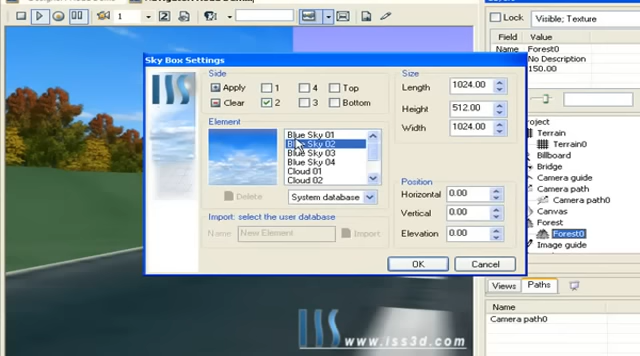 Sky Box Settings
Side
Apply
1
4
Top
Clear
2
3
Bottom
Element
Blue Sky 01
Blue Sky 02
Blue Sky 03
Blue Sky 04
Cloud 01
Cloud 02
Delete
System database
Import: select the user database
Name
New Element
Import
Size
Length
1024.00
Height
512.00
Width
1024.00
Position
Horizontal
0.00
Vertical
0.00
Elevation
0.00
OK
Cancel
ISS
ISS www.iss3d.com
1
2
Lock
Visible; Texture
Field
Value
Name
Forest0
No Description
150.00
Terrain
Terrain0
Billboard
Bridge
Camera guide
Camera path0
Canvas
Forest
Forest0
Image guide
Views
Paths
Name
Camera path0